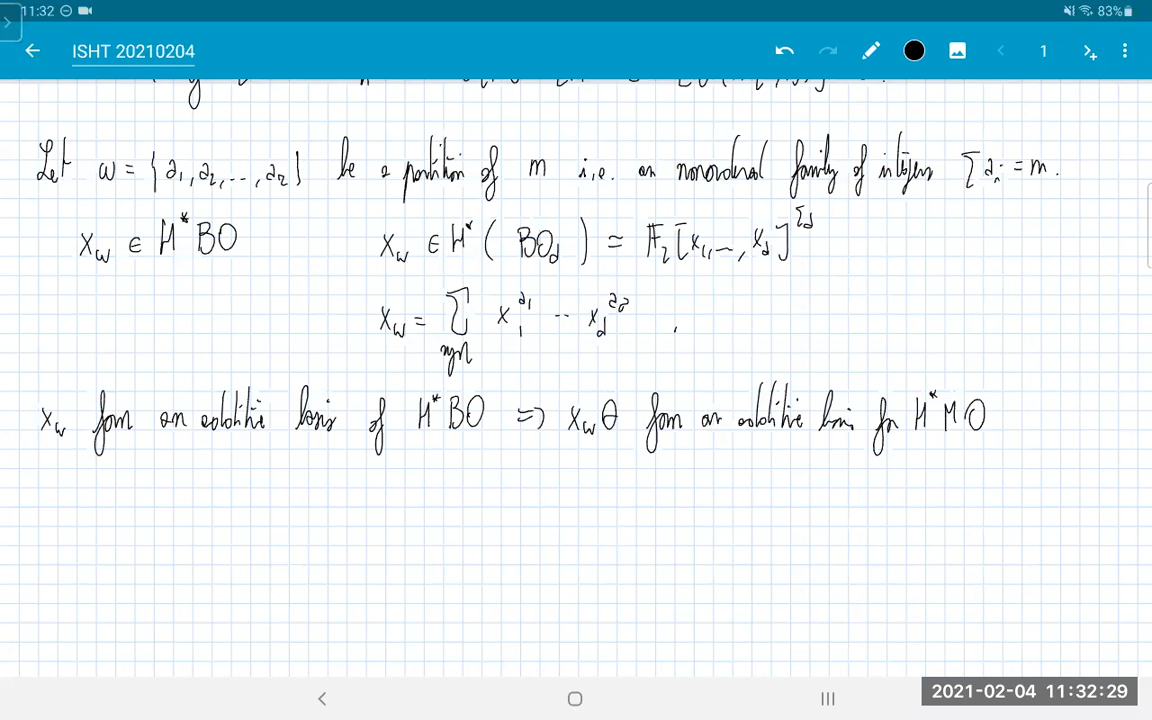 11:32 83%
ISHT 20210204 1
Let ω = {a₁, a₂, ..., a₂} be a partition of m i.e. an nonordered family of integers Σ aᵢ = m.
X_ω ∈ H*BO X_ω ∈ H*( BO_d ) = F₂[x₁, ..., x_d]^{Σ_d}
X_ω = Σ x₁^{a₁} ... x_d^{a_d} .
sym
X_ω form an additive basis of H*BO => X_ω θ form an additive basis for H*MO
2021-02-04 11:32:29